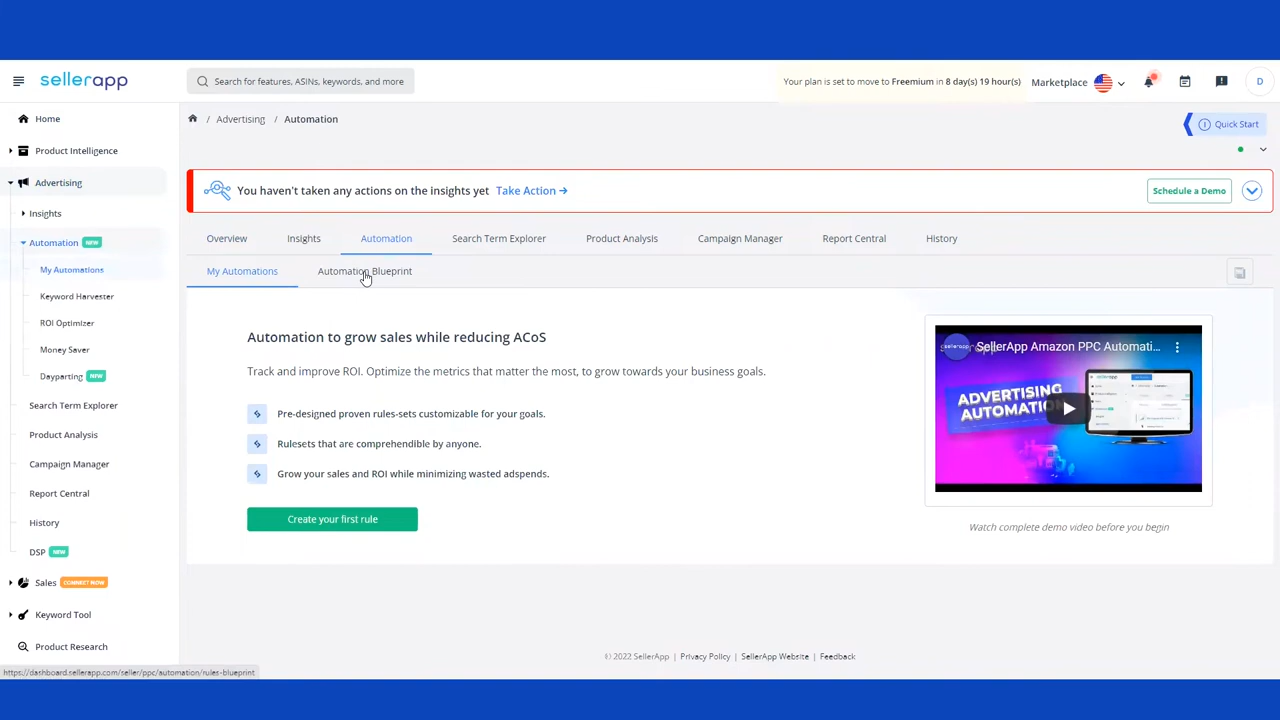 sellerapp
Search for features, ASINs, keywords, and more
Your plan is set to move to Freemium in 8 day(s) 19 hour(s)
Marketplace
D
Home
Product Intelligence
Advertising
Insights
Automation NEW
My Automations
Keyword Harvester
ROI Optimizer
Money Saver
Dayparting NEW
Search Term Explorer
Product Analysis
Campaign Manager
Report Central
History
DSP NEW
Sales CONNECT NOW
Keyword Tool
Product Research
/ Advertising / Automation
Quick Start
You haven't taken any actions on the insights yet Take Action →
Schedule a Demo
Overview Insights Automation Search Term Explorer Product Analysis Campaign Manager Report Central History
My Automations Automation Blueprint
Automation to grow sales while reducing ACoS
Track and improve ROI. Optimize the metrics that matter the most, to grow towards your business goals.
Pre-designed proven rules-sets customizable for your goals.
Rulesets that are comprehendible by anyone.
Grow your sales and ROI while minimizing wasted adspends.
Create your first rule
SellerApp Amazon PPC Automati...
ADVERTISING
AUTOMATION
Watch complete demo video before you begin
© 2022 SellerApp | Privacy Policy | SellerApp Website | Feedback
https://dashboard.sellerapp.com/seller/ppc/automation/rules-blueprint